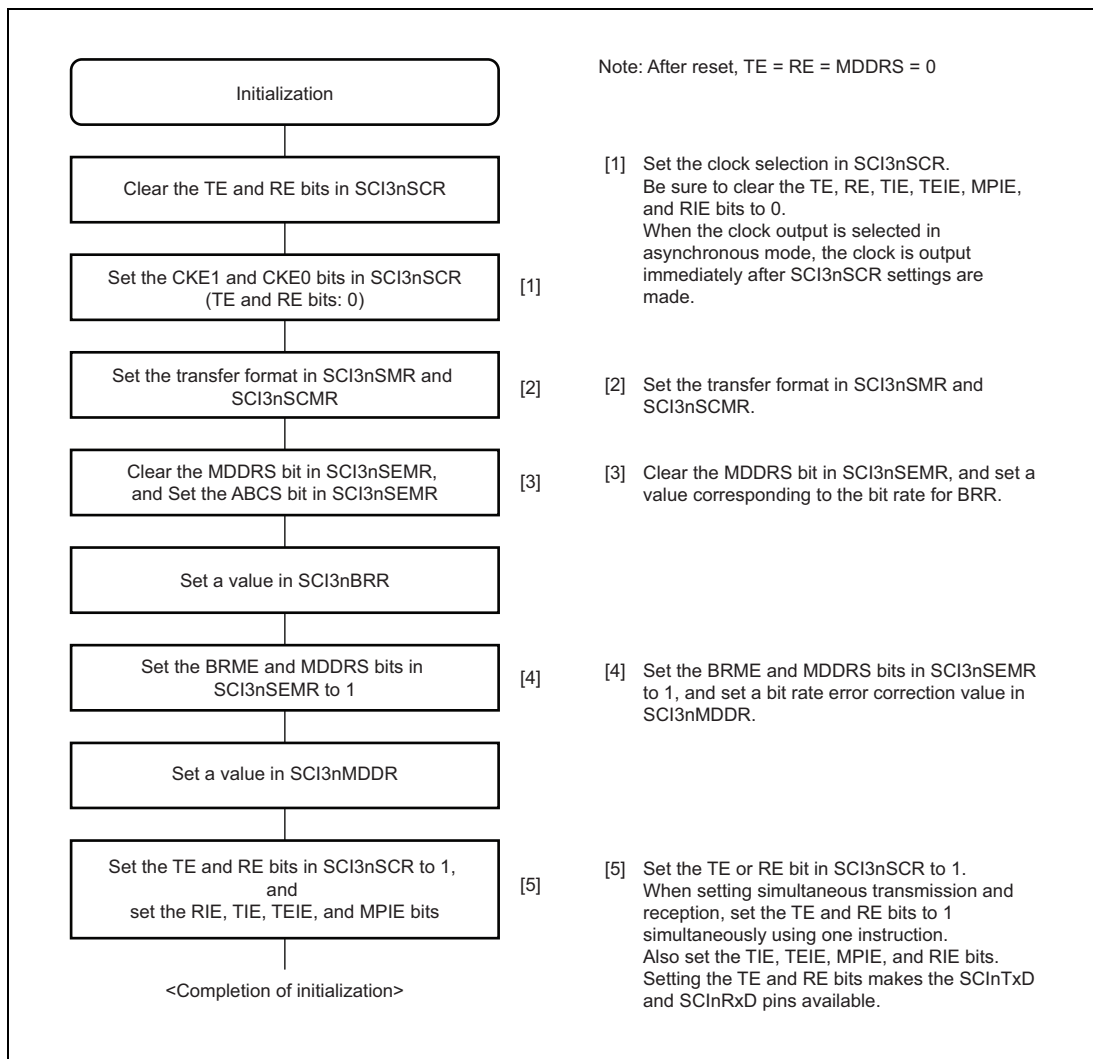 Note: After reset, TE = RE = MDDRS = 0
Initialization
Clear the TE and RE bits in SCI3nSCR
Set the CKE1 and CKE0 bits in SCI3nSCR
(TE and RE bits: 0)
[1]
Set the transfer format in SCI3nSMR and
SCI3nSCMR
[2]
Clear the MDDRS bit in SCI3nSEMR,
and Set the ABCS bit in SCI3nSEMR
[3]
Set a value in SCI3nBRR
Set the BRME and MDDRS bits in
SCI3nSEMR to 1
[4]
Set a value in SCI3nMDDR
Set the TE and RE bits in SCI3nSCR to 1,
and
set the RIE, TIE, TEIE, and MPIE bits
[5]
<Completion of initialization>
[1] Set the clock selection in SCI3nSCR.
Be sure to clear the TE, RE, TIE, TEIE, MPIE,
and RIE bits to 0.
When the clock output is selected in
asynchronous mode, the clock is output
immediately after SCI3nSCR settings are
made.
[2] Set the transfer format in SCI3nSMR and
SCI3nSCMR.
[3] Clear the MDDRS bit in SCI3nSEMR, and set a
value corresponding to the bit rate for BRR.
[4] Set the BRME and MDDRS bits in SCI3nSEMR
to 1, and set a bit rate error correction value in
SCI3nMDDR.
[5] Set the TE or RE bit in SCI3nSCR to 1.
When setting simultaneous transmission and
reception, set the TE and RE bits to 1
simultaneously using one instruction.
Also set the TIE, TEIE, MPIE, and RIE bits.
Setting the TE and RE bits makes the SCInTxD
and SCInRxD pins available.